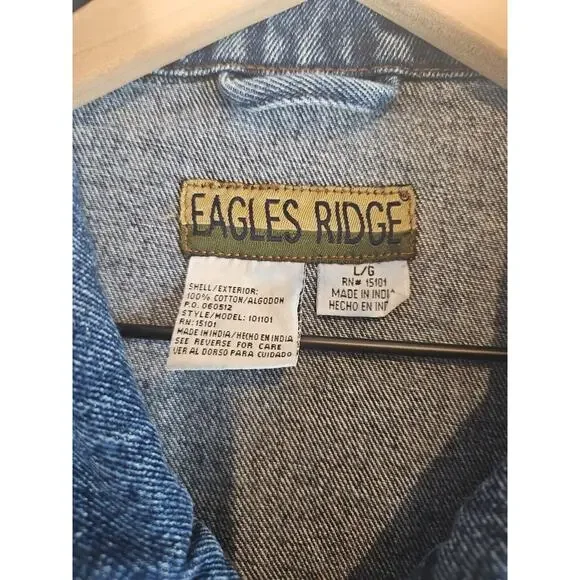 EAGLES RIDGE®
SHELL/EXTERIOR:
100% COTTON/ALGODON
P.O. 060512
STYLE/MODEL: 101101
RN: 15101
MADE IN INDIA/HECHO EN INDIA
SEE REVERSE FOR CARE
VER AL DORSO PARA CUIDADO
L/G
RN# 15101
MADE IN INDI
HECHO EN IN